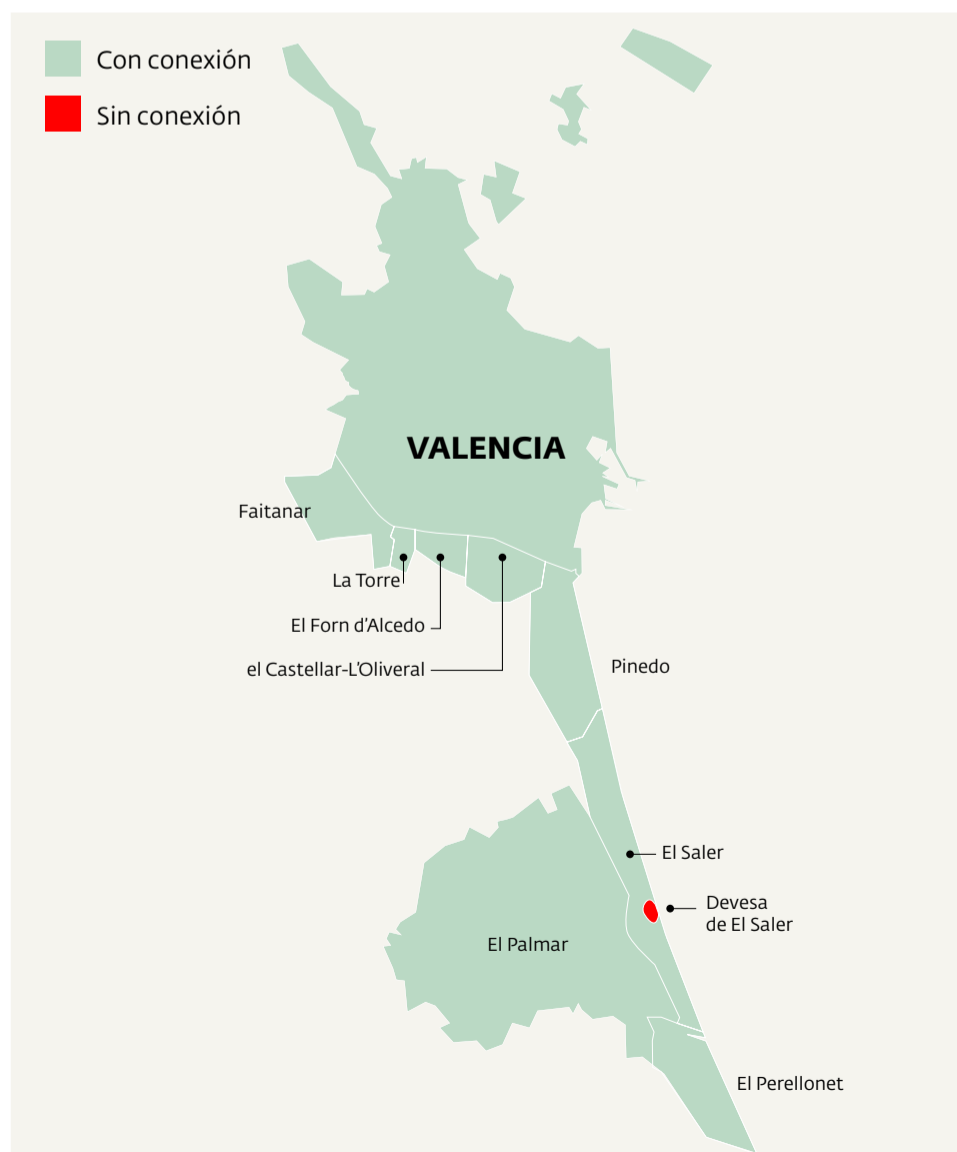 Con conexión
Sin conexión
VALENCIA
Faitanar
La Torre
El Forn d'Alcedo
el Castellar-L'Oliveral
Pinedo
El Saler
Devesa
de El Saler
El Palmar
El Perellonet